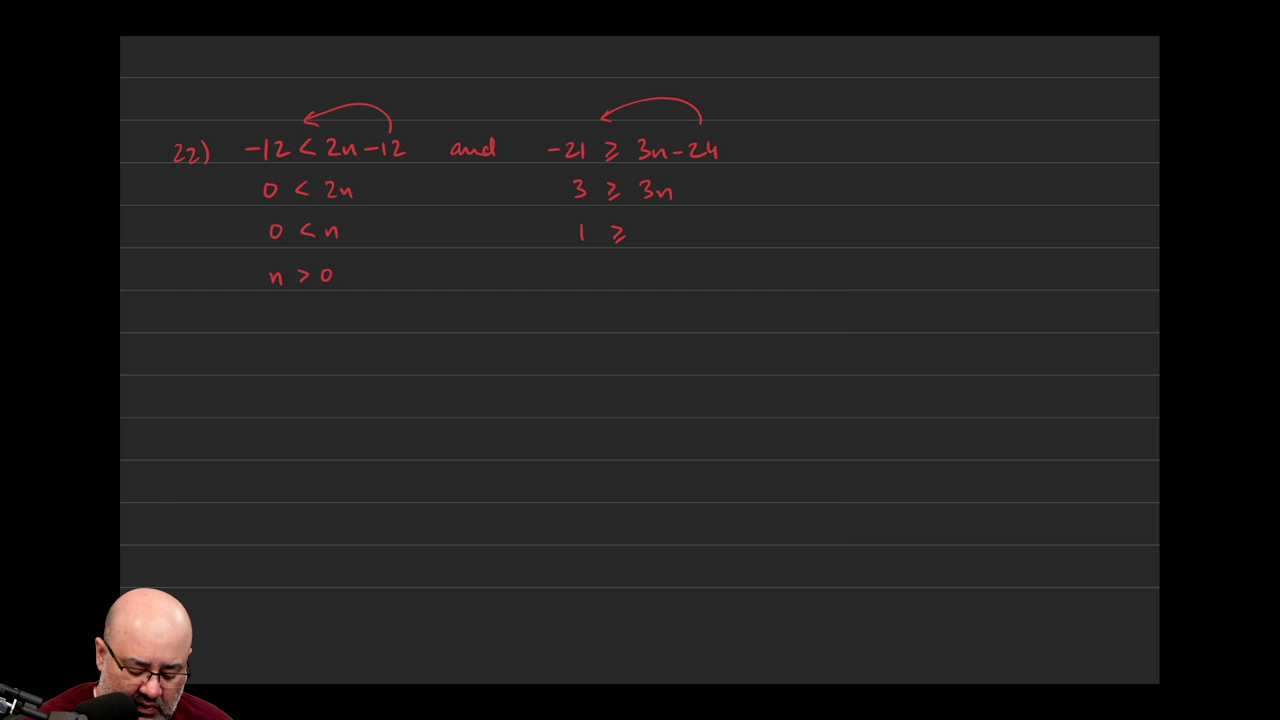 22) -12 < 2n - 12 and -21 ⩾ 3n - 24
0 < 2n 3 ⩾ 3n
0 < n 1 ⩾
n > 0